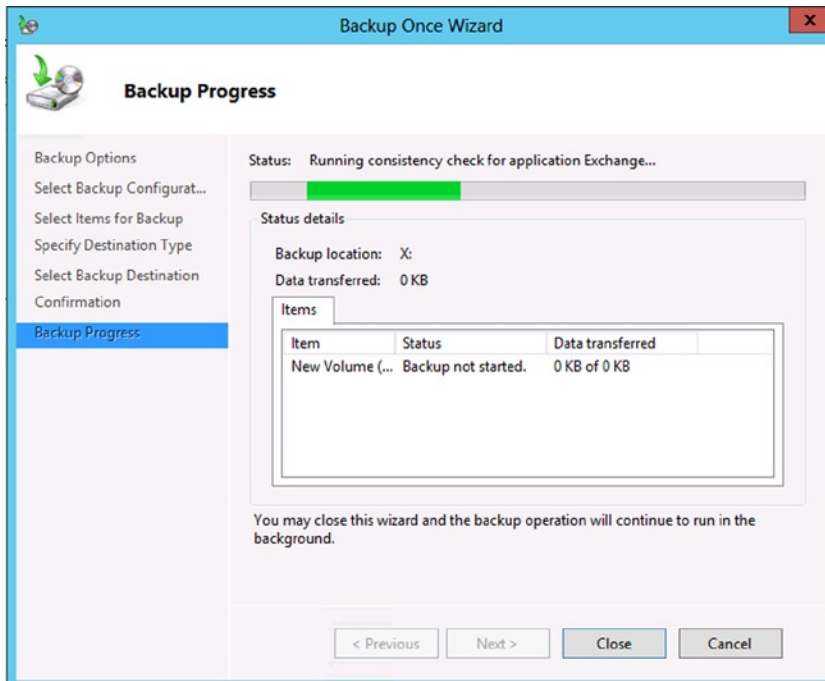 Backup Once Wizard
x
Backup Progress
Backup Options
Select Backup Configurat...
Select Items for Backup
Specify Destination Type
Select Backup Destination
Confirmation
Backup Progress
Status: Running consistency check for application Exchange...
Status details
Backup location: X:
Data transferred: 0 KB
Items
Item Status Data transferred
New Volume (... Backup not started. 0 KB of 0 KB
You may close this wizard and the backup operation will continue to run in the
background.
< Previous Next > Close Cancel